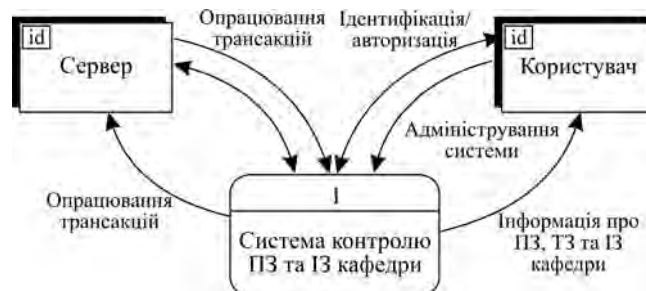 Опрацювання
трансакцій
Ідентифікація/
авторизація
id
Сервер
id
Користувач
Адміністрування
системи
Опрацювання
трансакцій
1
Система контролю
ПЗ та ІЗ кафедри
Інформація про
ПЗ, ТЗ та ІЗ
кафедри